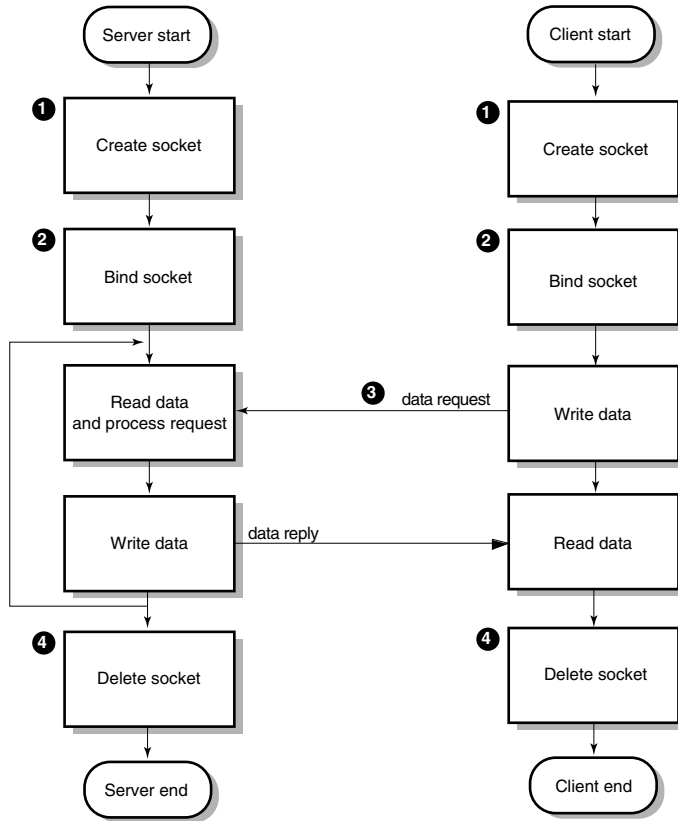 Server start
1
Create socket
2
Bind socket
Read data
and process request
Write data
4
Delete socket
Server end
3
data request
data reply
Client start
1
Create socket
2
Bind socket
Write data
Read data
4
Delete socket
Client end